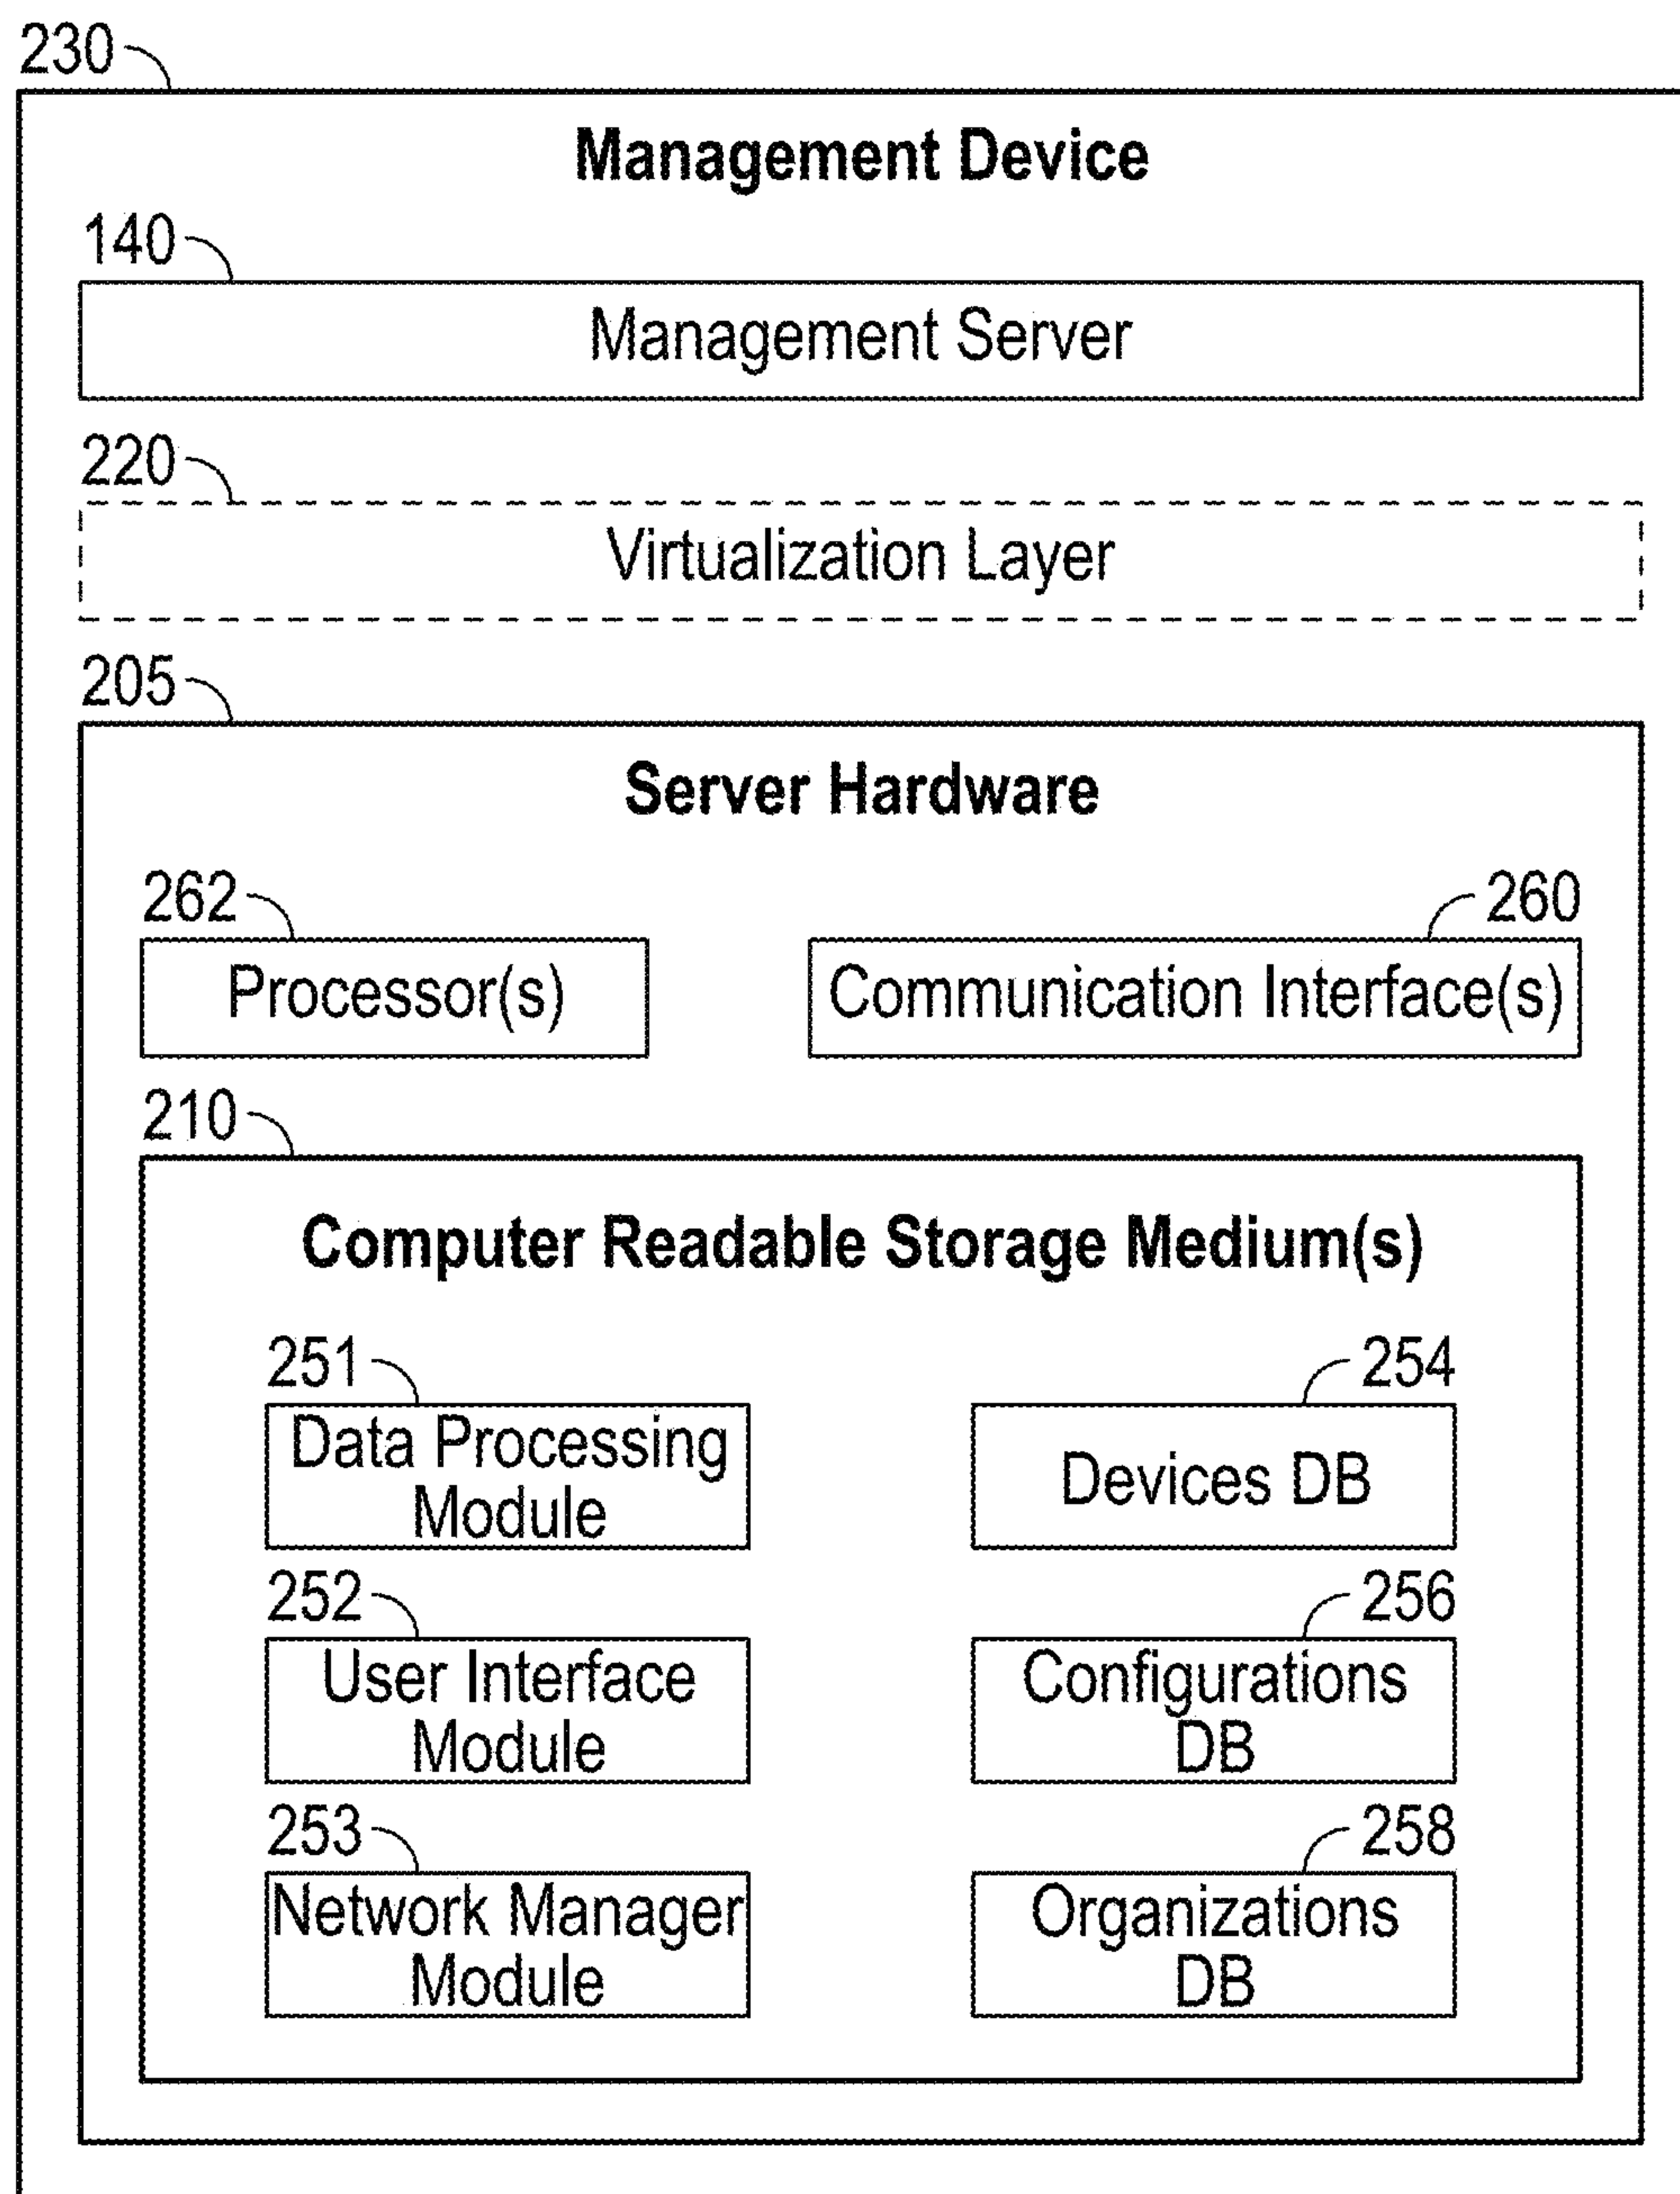 230
Management Device
140
Management Server
220
Virtualization Layer
205
Server Hardware
262
260
Processor(s)
Communication Interface(s)
210
Computer Readable Storage Medium(s)
251
254
Data Processing
Module
Devices DB
252
256
User Interface
Module
Configurations
DB
253
258
Network Manager
Module
Organizations
DB